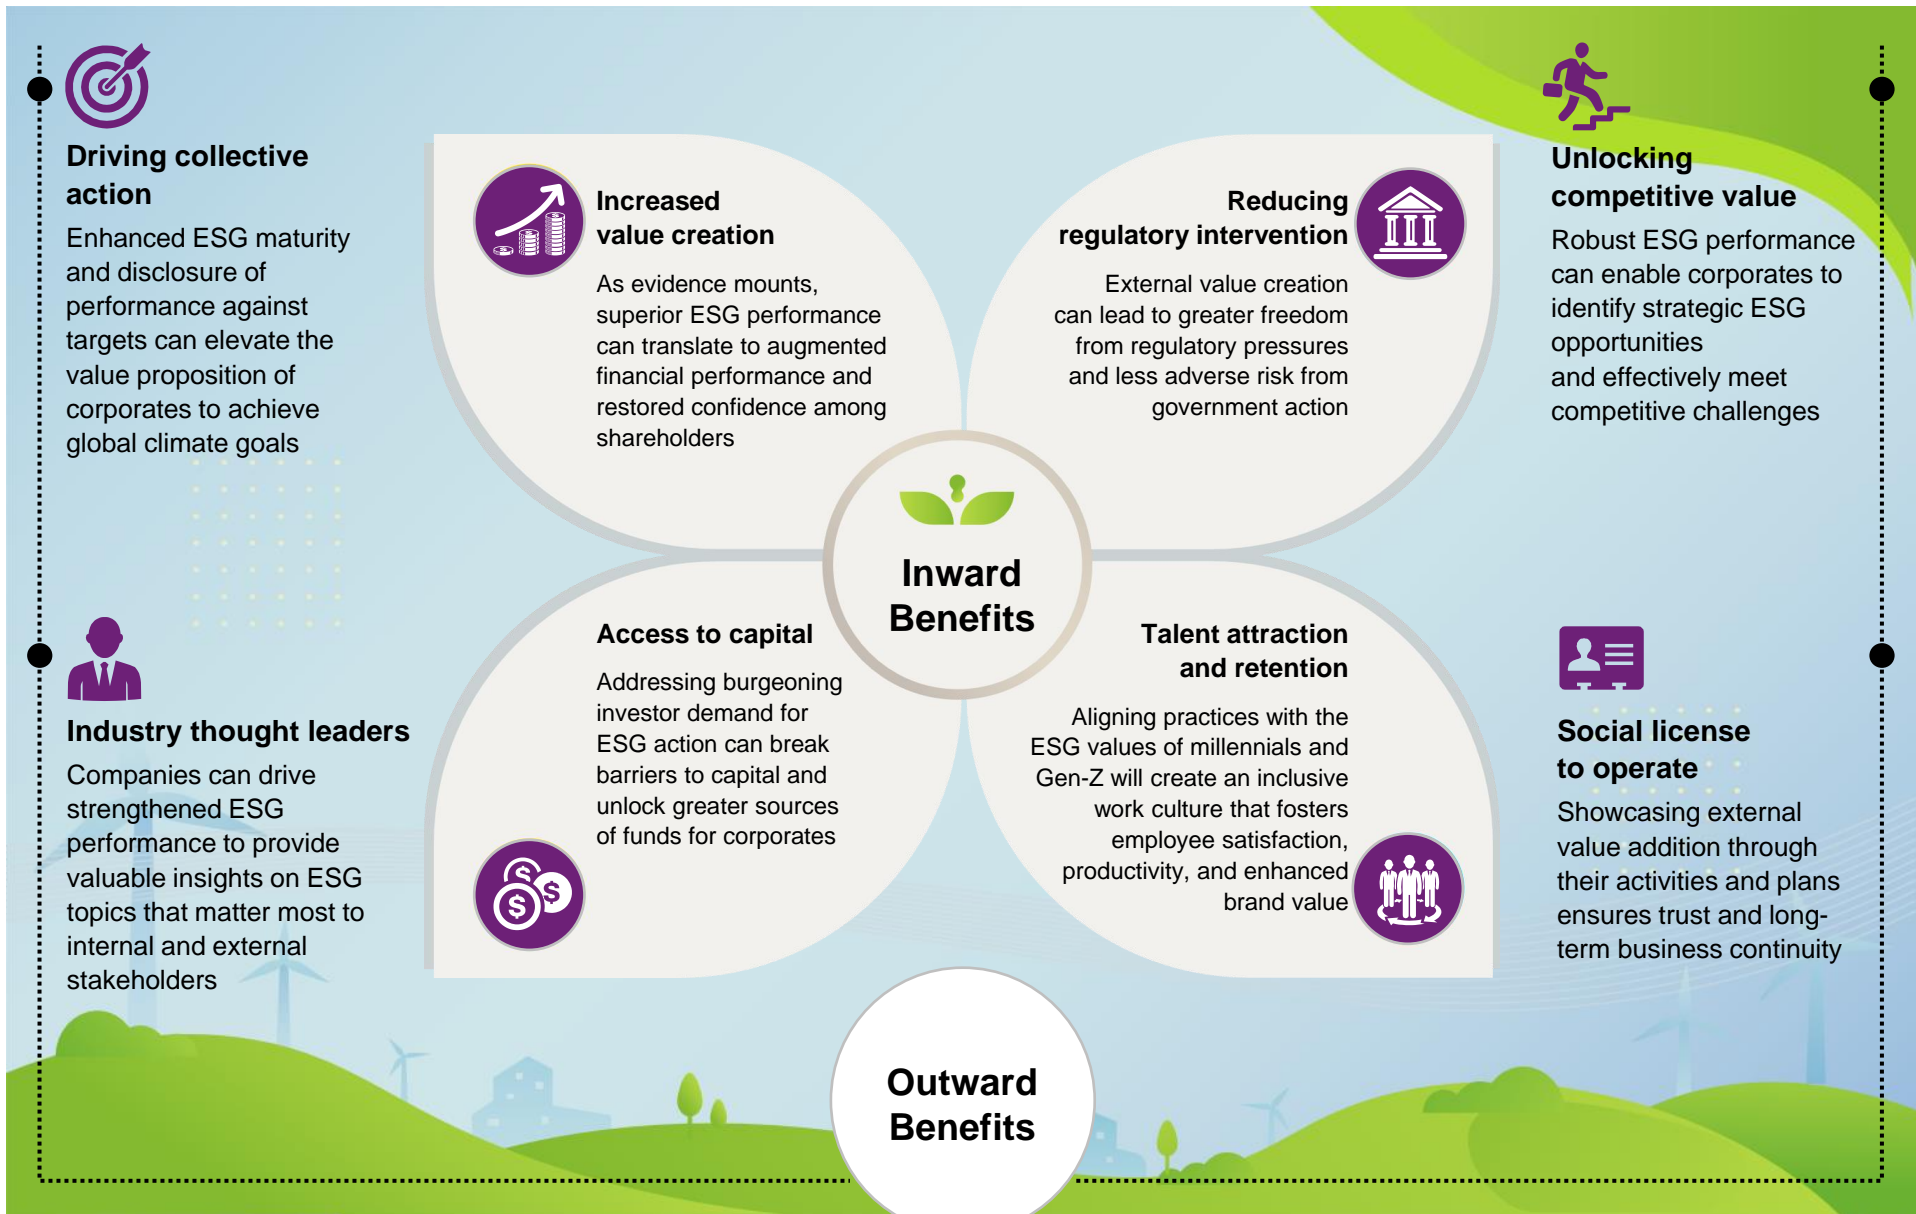 Driving collective
action
Enhanced ESG maturity
and disclosure of
performance against
targets can elevate the
value proposition of
corporates to achieve
global climate goals
Industry thought leaders
Companies can drive
strengthened ESG
performance to provide
valuable insights on ESG
topics that matter most to
internal and external
stakeholders
Increased
value creation
As evidence mounts,
superior ESG performance
can translate to augmented
financial performance and
restored confidence among
shareholders
Reducing
regulatory intervention
External value creation
can lead to greater freedom
from regulatory pressures
and less adverse risk from
government action
Inward
Benefits
Access to capital
Addressing burgeoning
investor demand for
ESG action can break
barriers to capital and
unlock greater sources
of funds for corporates
Talent attraction
and retention
Aligning practices with the
ESG values of millennials and
Gen-Z will create an inclusive
work culture that fosters
employee satisfaction,
productivity, and enhanced
brand value
Unlocking
competitive value
Robust ESG performance
can enable corporates to
identify strategic ESG
opportunities
and effectively meet
competitive challenges
Social license
to operate
Showcasing external
value addition through
their activities and plans
ensures trust and long-
term business continuity
Outward
Benefits